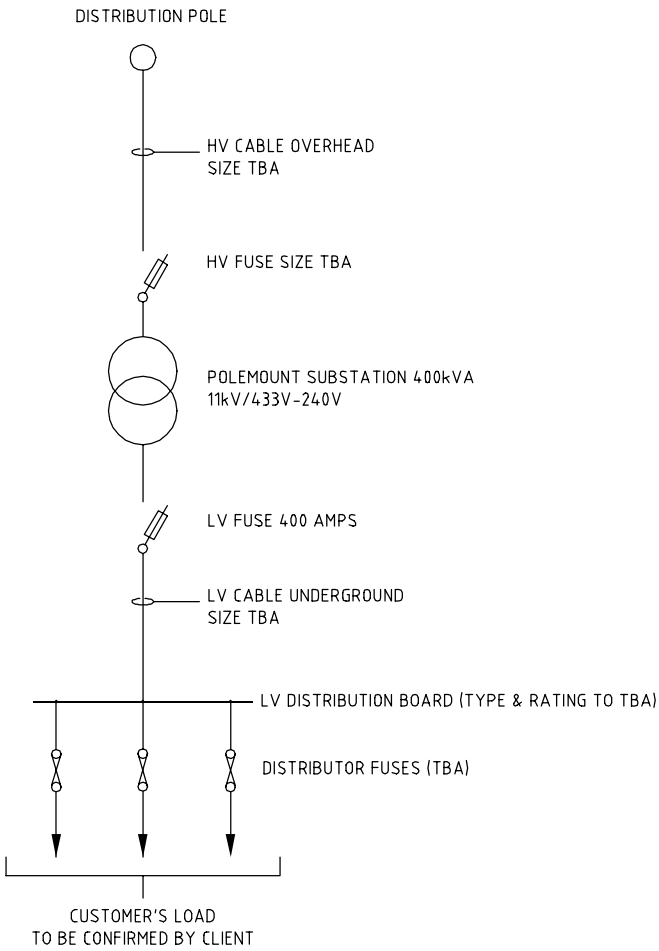 DISTRIBUTION POLE
HV CABLE OVERHEAD
SIZE TBA
HV FUSE SIZE TBA
POLEMOUNT SUBSTATION 400kVA
11kV/433V-240V
LV FUSE 400 AMPS
LV CABLE UNDERGROUND
SIZE TBA
LV DISTRIBUTION BOARD (TYPE & RATING TO TBA)
DISTRIBUTOR FUSES (TBA)
CUSTOMER'S LOAD
TO BE CONFIRMED BY CLIENT